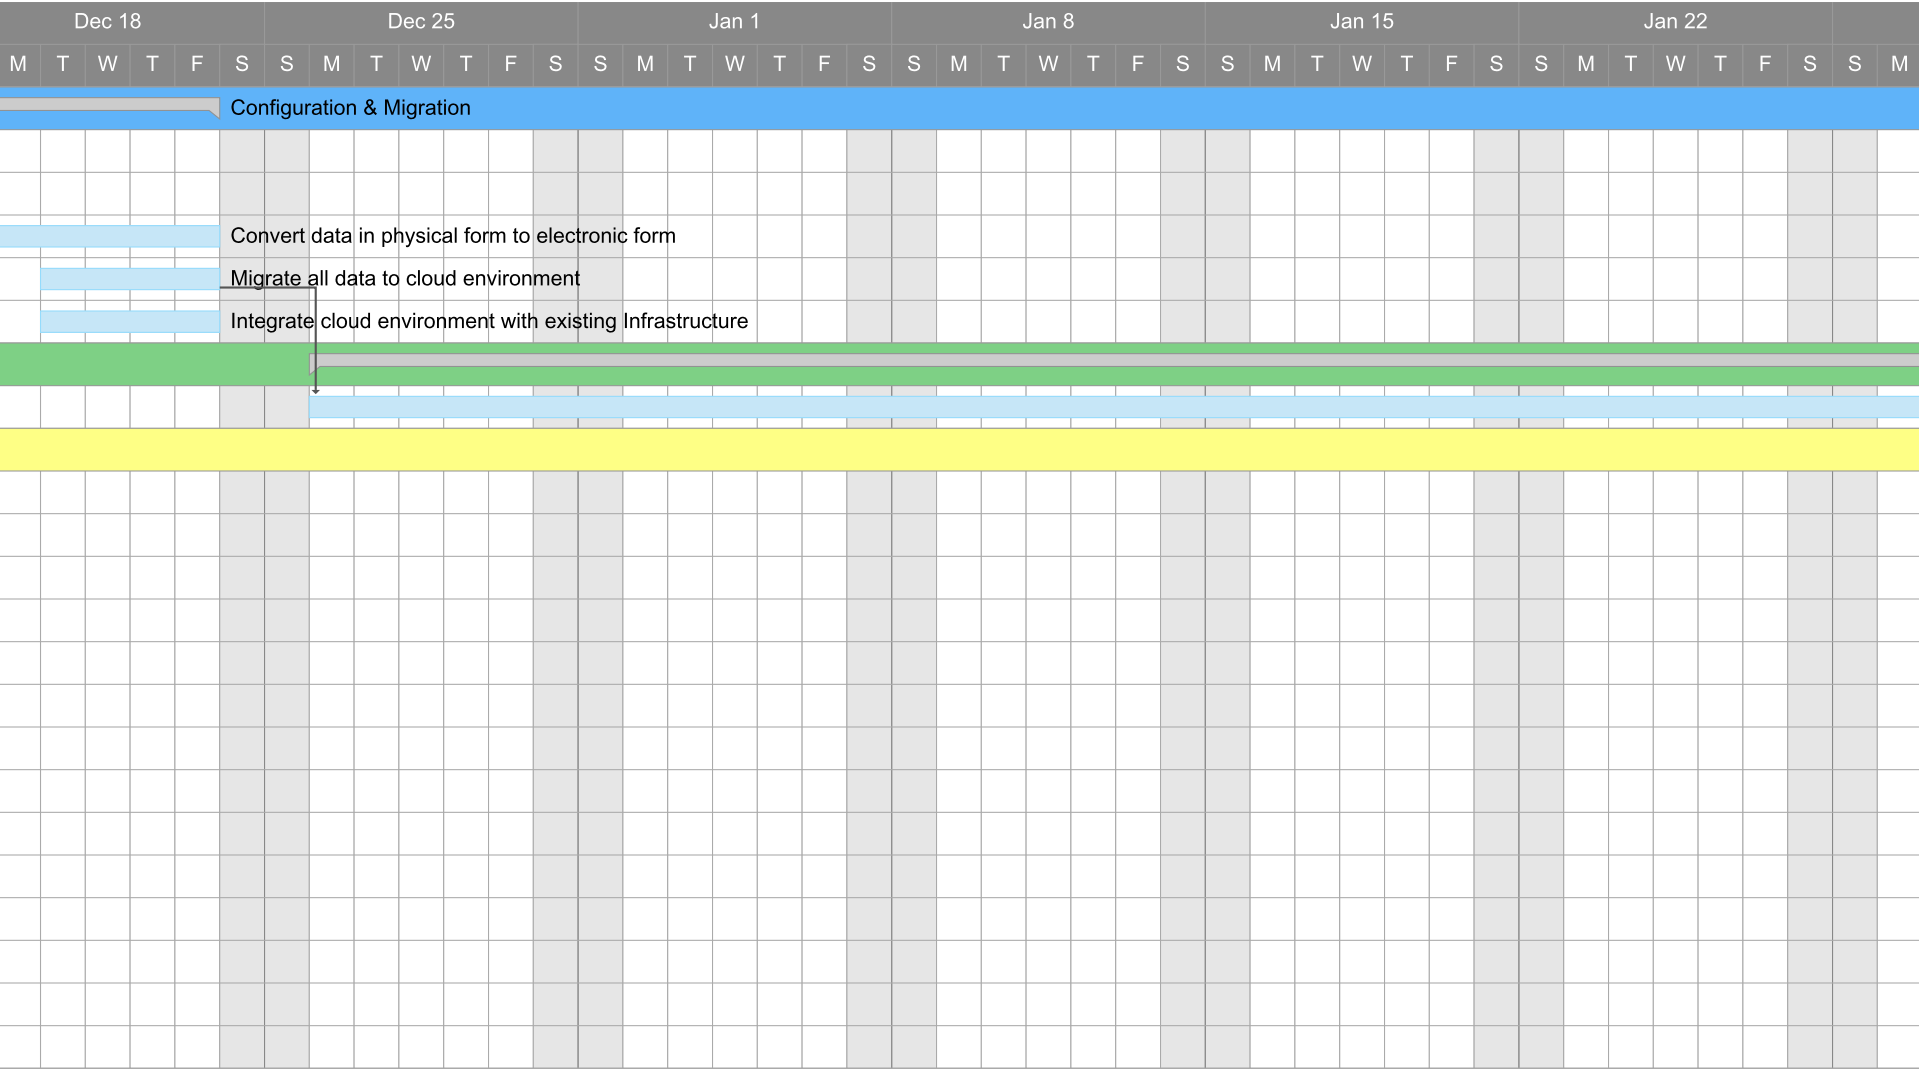 Dec 18 Dec 25 Jan 1 Jan 8 Jan 15 Jan 22
M T W T F S S M T W T F S S M T W T F S S M T W T F S S M T W T F S S M T W T F S S M
Configuration & Migration
Convert data in physical form to electronic form
Migrate all data to cloud environment
Integrate cloud environment with existing Infrastructure